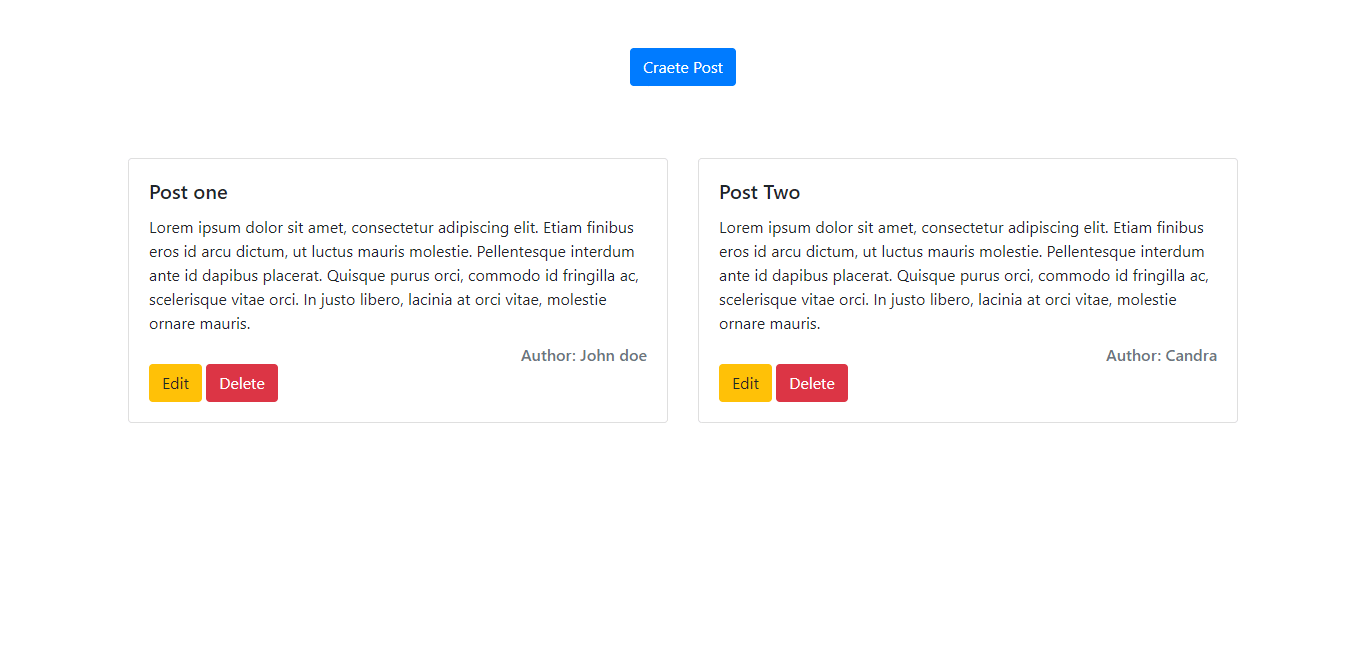 Craete Post
Post one
Lorem ipsum dolor sit amet, consectetur adipiscing elit. Etiam finibus
eros id arcu dictum, ut luctus mauris molestie. Pellentesque interdum
ante id dapibus placerat. Quisque purus orci, commodo id fringilla ac,
scelerisque vitae orci. In justo libero, lacinia at orci vitae, molestie
ornare mauris.
Author: John doe
Edit Delete
Post Two
Lorem ipsum dolor sit amet, consectetur adipiscing elit. Etiam finibus
eros id arcu dictum, ut luctus mauris molestie. Pellentesque interdum
ante id dapibus placerat. Quisque purus orci, commodo id fringilla ac,
scelerisque vitae orci. In justo libero, lacinia at orci vitae, molestie
ornare mauris.
Author: Candra
Edit Delete